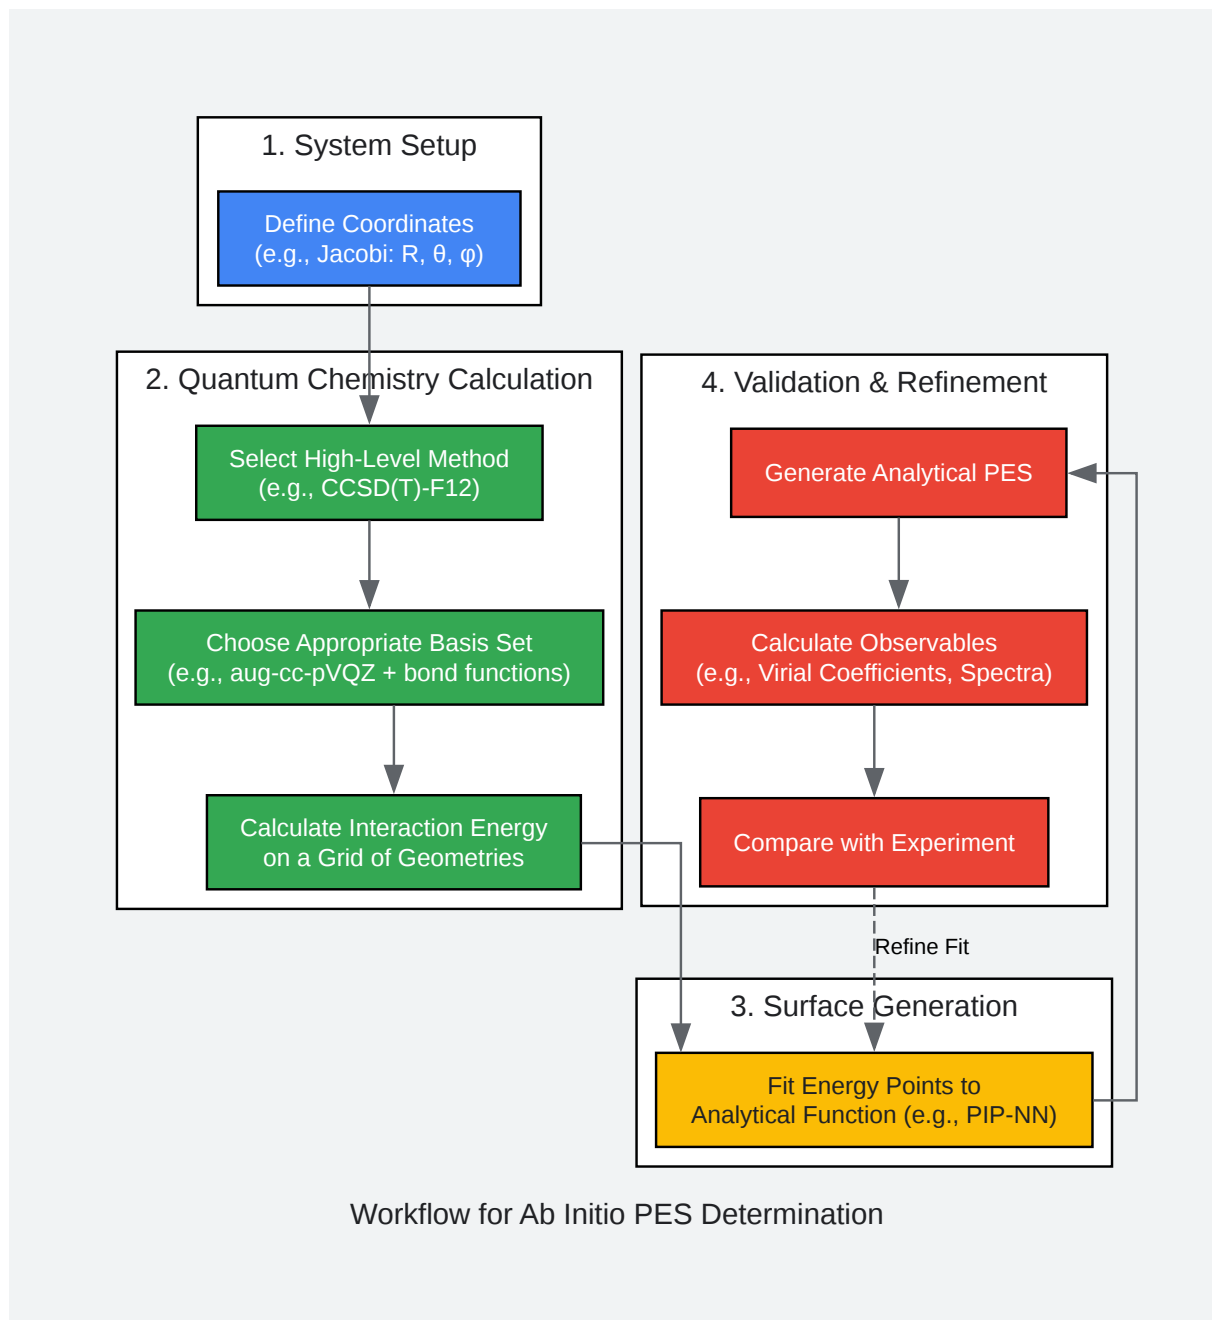 1. System Setup
Define Coordinates
(e.g., Jacobi: R, θ, φ)
2. Quantum Chemistry Calculation
Select High-Level Method
(e.g., CCSD(T)-F12)
Choose Appropriate Basis Set
(e.g., aug-cc-pVQZ + bond functions)
Calculate Interaction Energy
on a Grid of Geometries
4. Validation & Refinement
Generate Analytical PES
Calculate Observables
(e.g., Virial Coefficients, Spectra)
Compare with Experiment
Refine Fit
3. Surface Generation
Fit Energy Points to
Analytical Function (e.g., PIP-NN)
Workflow for Ab Initio PES Determination